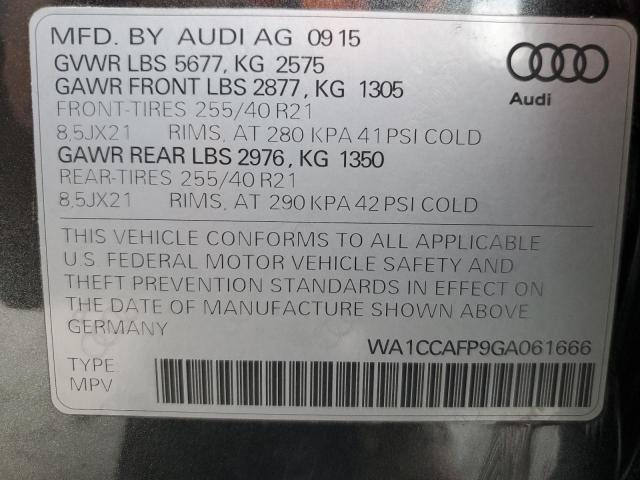 MFD. BY AUDI AG 09 15
GVWR LBS 5677, KG 2575
GAWR FRONT LBS 2877, KG 1305
FRONT-TIRES 255/40 R21
8,5JX21 RIMS, AT 280 KPA 41 PSI COLD
GAWR REAR LBS 2976, KG 1350
REAR-TIRES 255/40 R21
8,5JX21 RIMS, AT 290 KPA 42 PSI COLD
Audi
THIS VEHICLE CONFORMS TO ALL APPLICABLE
U.S. FEDERAL MOTOR VEHICLE SAFETY AND
THEFT PREVENTION STANDARDS IN EFFECT ON
THE DATE OF MANUFACTURE SHOWN ABOVE
GERMANY
WA1CCAFP9GA061666
TYPE
MPV